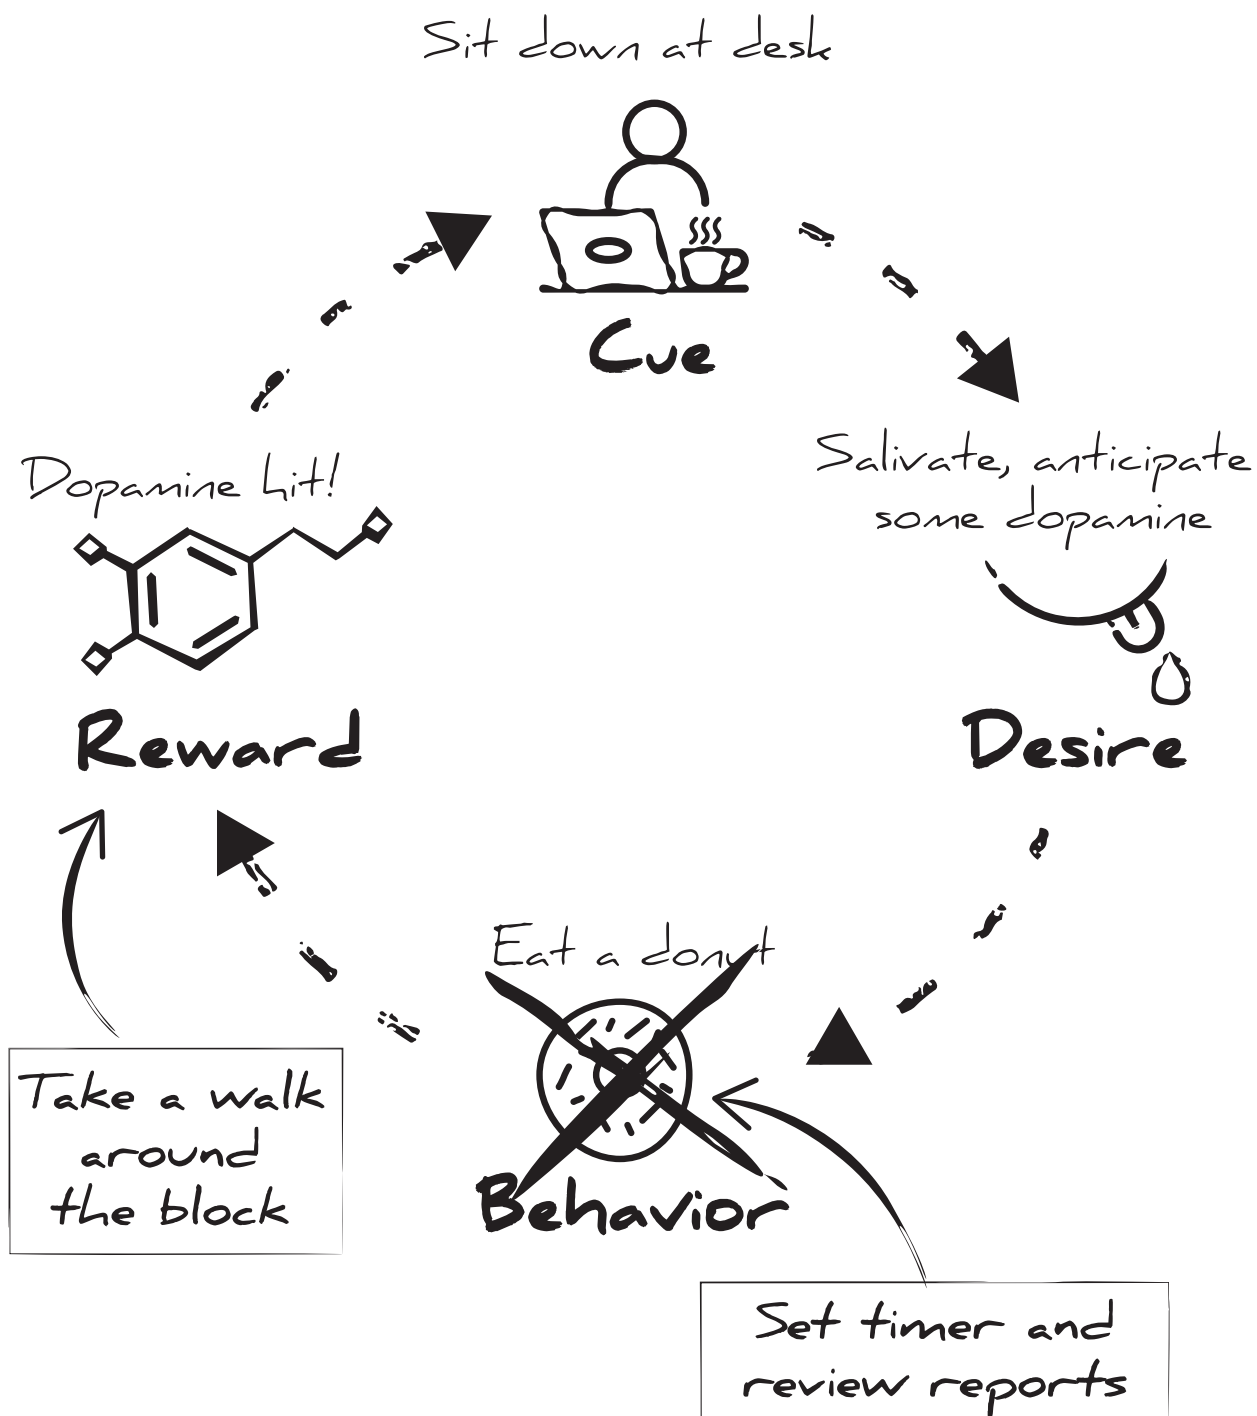 Sit down at desk
Cue
Salivate, anticipate
some dopamine
Desire
Dopamine hit!
Reward
Eat a donut
Behavior
Take a walk
around
the block
Set timer and
review reports